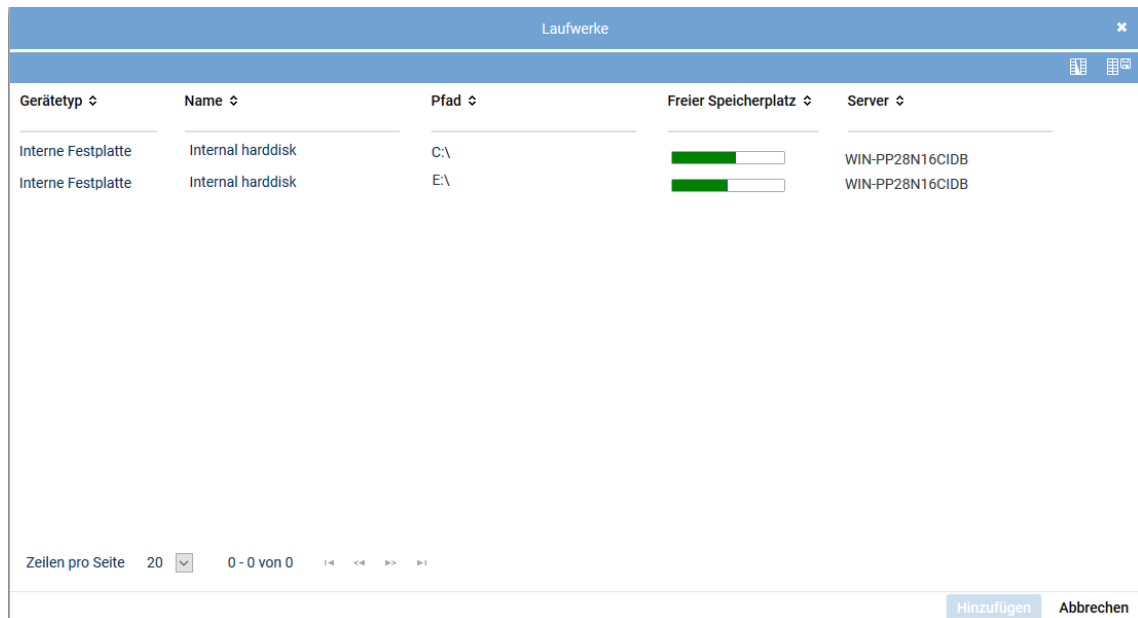 Laufwerke
Gerätetyp Name Pfad Freier Speicherplatz Server
Interne Festplatte Internal harddisk C:\ WIN-PP28N16CIDB
Interne Festplatte Internal harddisk E:\ WIN-PP28N16CIDB
Zeilen pro Seite 20 0 - 0 von 0
Hinzufügen Abbrechen